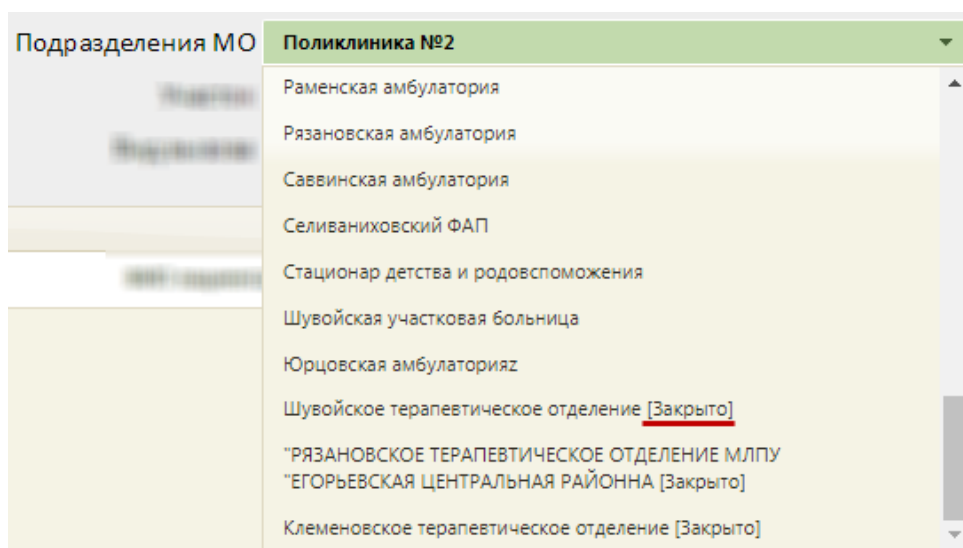 Подразделения МО
Поликлиника №2
Раменская амбулатория
Рязановская амбулатория
Саввинская амбулатория
Селиваниховский ФАП
Стационар детства и родовспоможения
Шувойская участковая больница
Юрцовская амбулаторияz
Шувойское терапевтическое отделение [Закрыто]
"РЯЗАНОВСКОЕ ТЕРАПЕВТИЧЕСКОЕ ОТДЕЛЕНИЕ МЛПУ
"ЕГОРЬЕВСКАЯ ЦЕНТРАЛЬНАЯ РАЙОННА [Закрыто]
Клеменовское терапевтическое отделение [Закрыто]